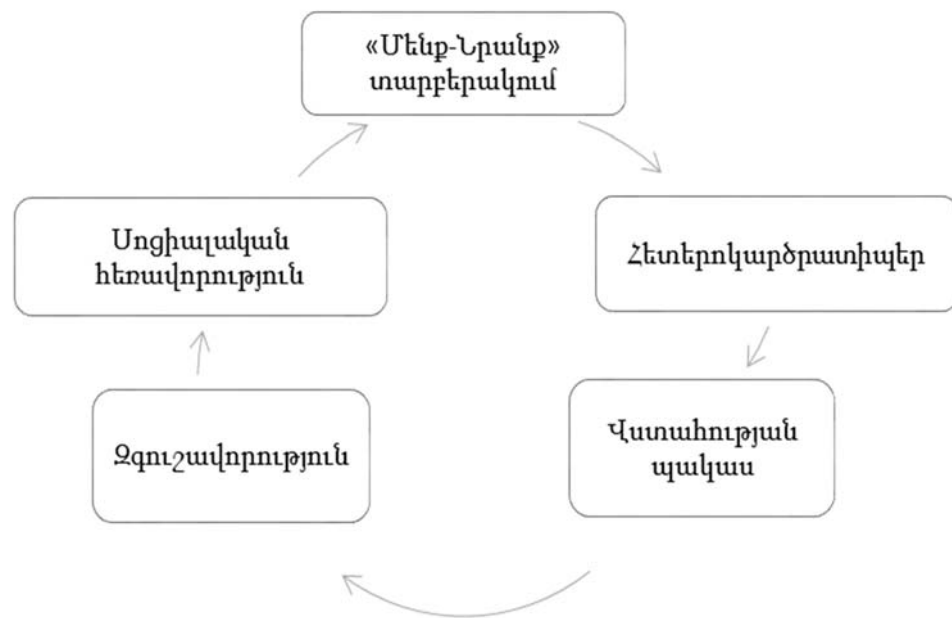 «Մենք-Նրանք»
տարբերակում
Հետերոկարծրատիպեր
Վստահության
պակաս
Զգուշավորություն
Սոցիալական
հեռավորություն